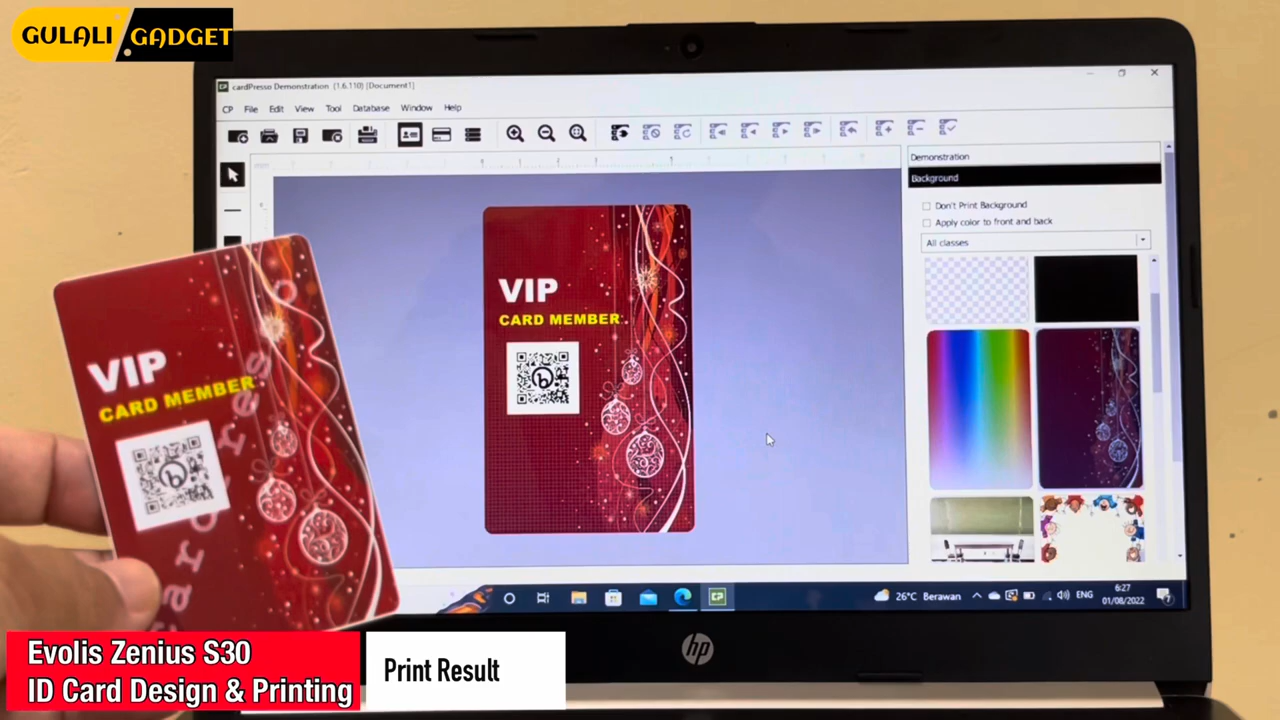 GULALI GADGET
cardPresso Demonstration (1.6.110) [Document1]
CP File Edit View Tool Database Window Help
Demonstration
Background
Don't Print Background
Apply color to front and back
All classes
VIP
CARD MEMBER
VIP
CARD MEMBER
26°C Berawan
ENG
6:27
01/08/2022
hp
Evolis Zenius S30
ID Card Design & Printing
Print Result